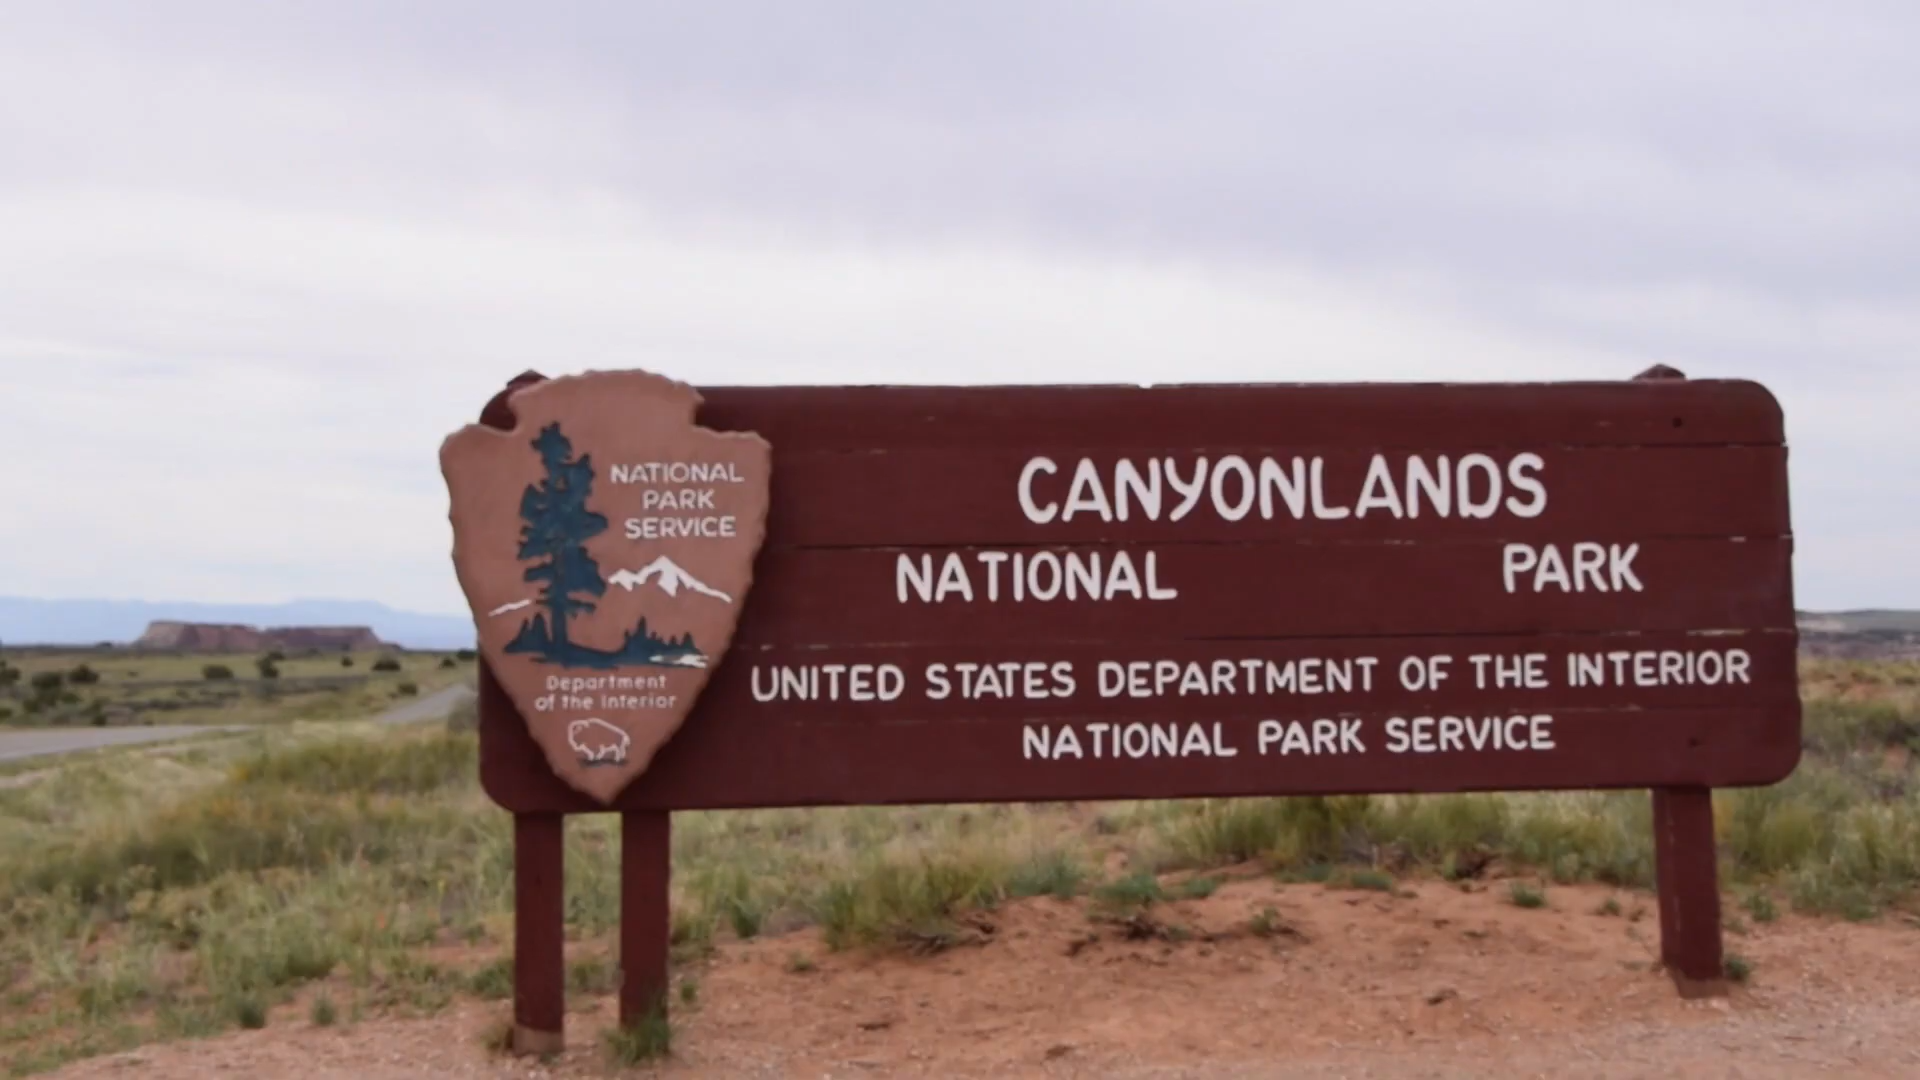 NATIONAL
PARK
SERVICE
Department
of the Interior
CANYONLANDS
NATIONAL PARK
UNITED STATES DEPARTMENT OF THE INTERIOR
NATIONAL PARK SERVICE